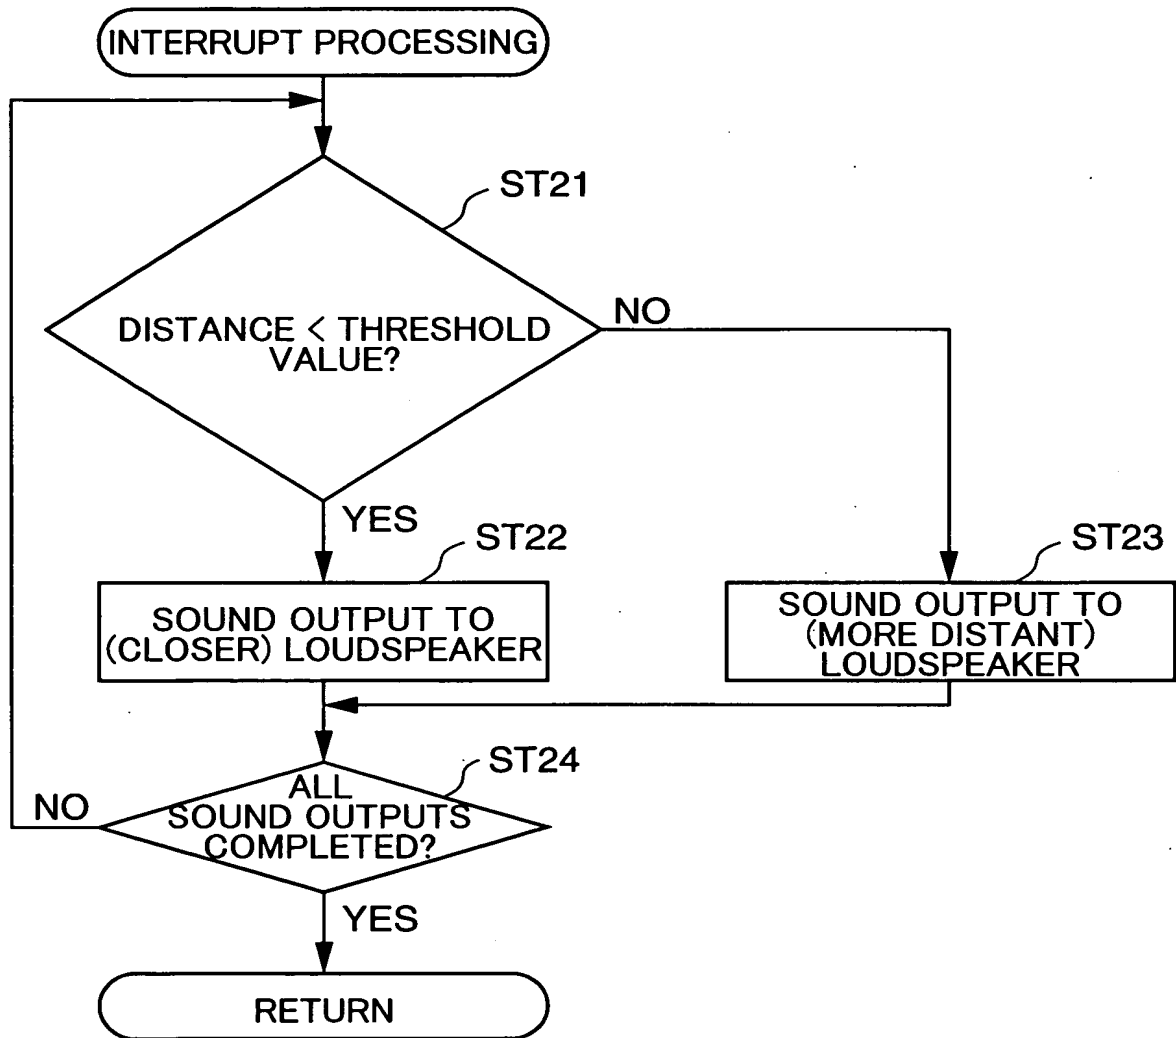 INTERRUPT PROCESSING
ST21
DISTANCE < THRESHOLD
VALUE?
NO
YES
ST22
SOUND OUTPUT TO
(CLOSER) LOUDSPEAKER
ST23
SOUND OUTPUT TO
(MORE DISTANT)
LOUDSPEAKER
ST24
ALL
SOUND OUTPUTS
COMPLETED?
NO
YES
RETURN